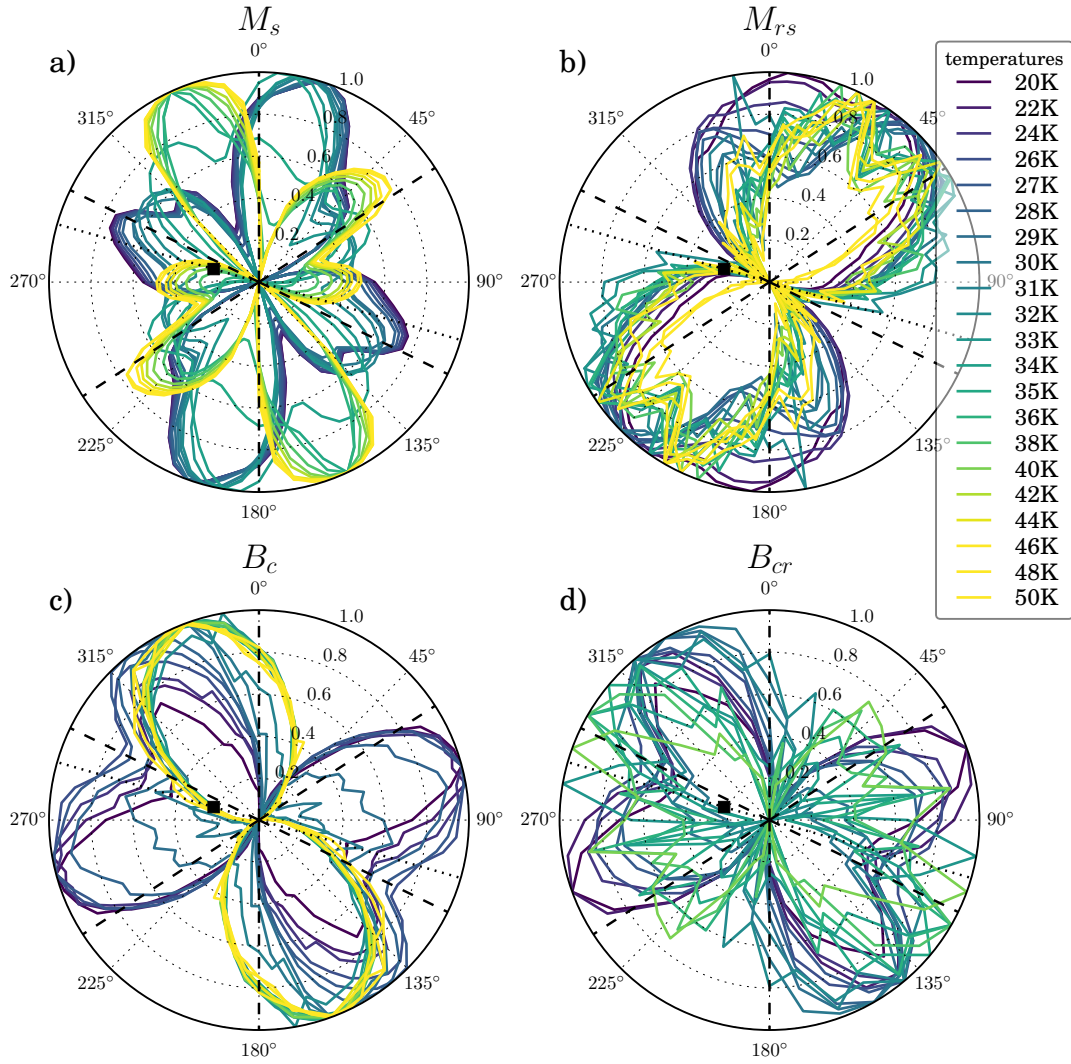 M_s
a)
0°
45°
90°
135°
180°
225°
270°
315°
0.2
0.4
0.6
0.8
1.0
M_{rs}
b)
0°
45°
90°
135°
180°
225°
270°
315°
0.2
0.4
0.6
0.8
1.0
temperatures
20K
22K
24K
26K
27K
28K
29K
30K
31K
32K
33K
34K
35K
36K
38K
40K
42K
44K
46K
48K
50K
B_c
c)
0°
45°
90°
135°
180°
225°
270°
315°
0.2
0.4
0.6
0.8
1.0
B_{cr}
d)
0°
45°
90°
135°
180°
225°
270°
315°
0.2
0.4
0.6
0.8
1.0